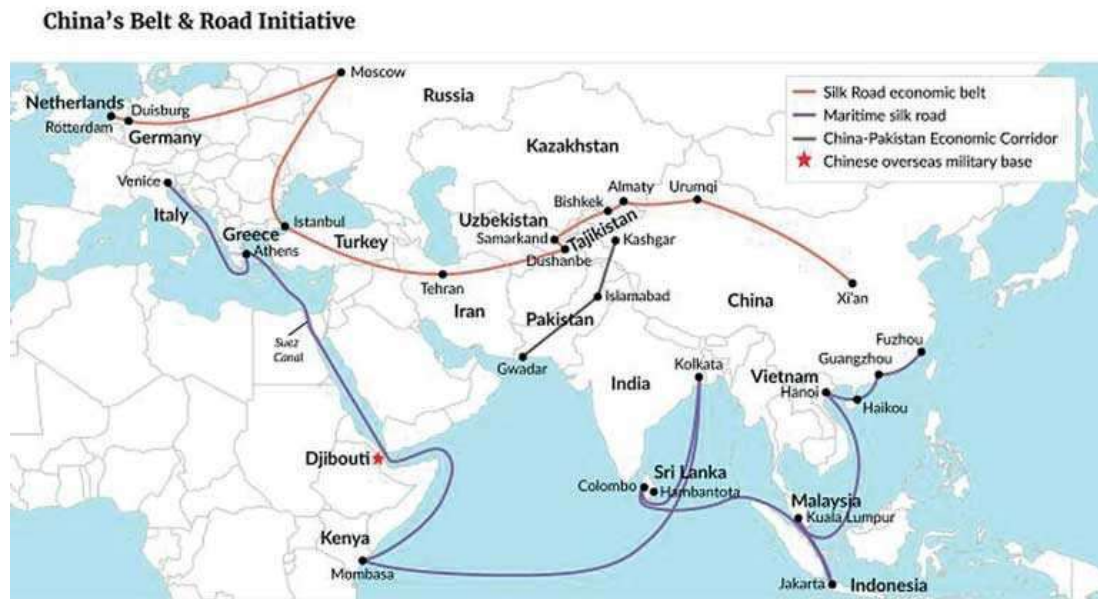 China's Belt & Road Initiative
Silk Road economic belt
Maritime silk road
China-Pakistan Economic Corridor
Chinese overseas military base
Moscow
Russia
Netherlands
Duisburg
Rotterdam
Germany
Kazakhstan
Venice
Italy
Almaty
Urumqi
Bishkek
Uzbekistan
Samarkand
Tajikistan
Kashgar
Dushanbe
Greece
Istanbul
Athens
Turkey
Tehran
Iran
Islamabad
Pakistan
China
Xi'an
Suez
Canal
Gwadar
India
Kolkata
Fuzhou
Guangzhou
Vietnam
Hanoi
Haikou
Djibouti
Colombo
Sri Lanka
Hambantota
Malaysia
Kuala Lumpur
Kenya
Mombasa
Jakarta
Indonesia